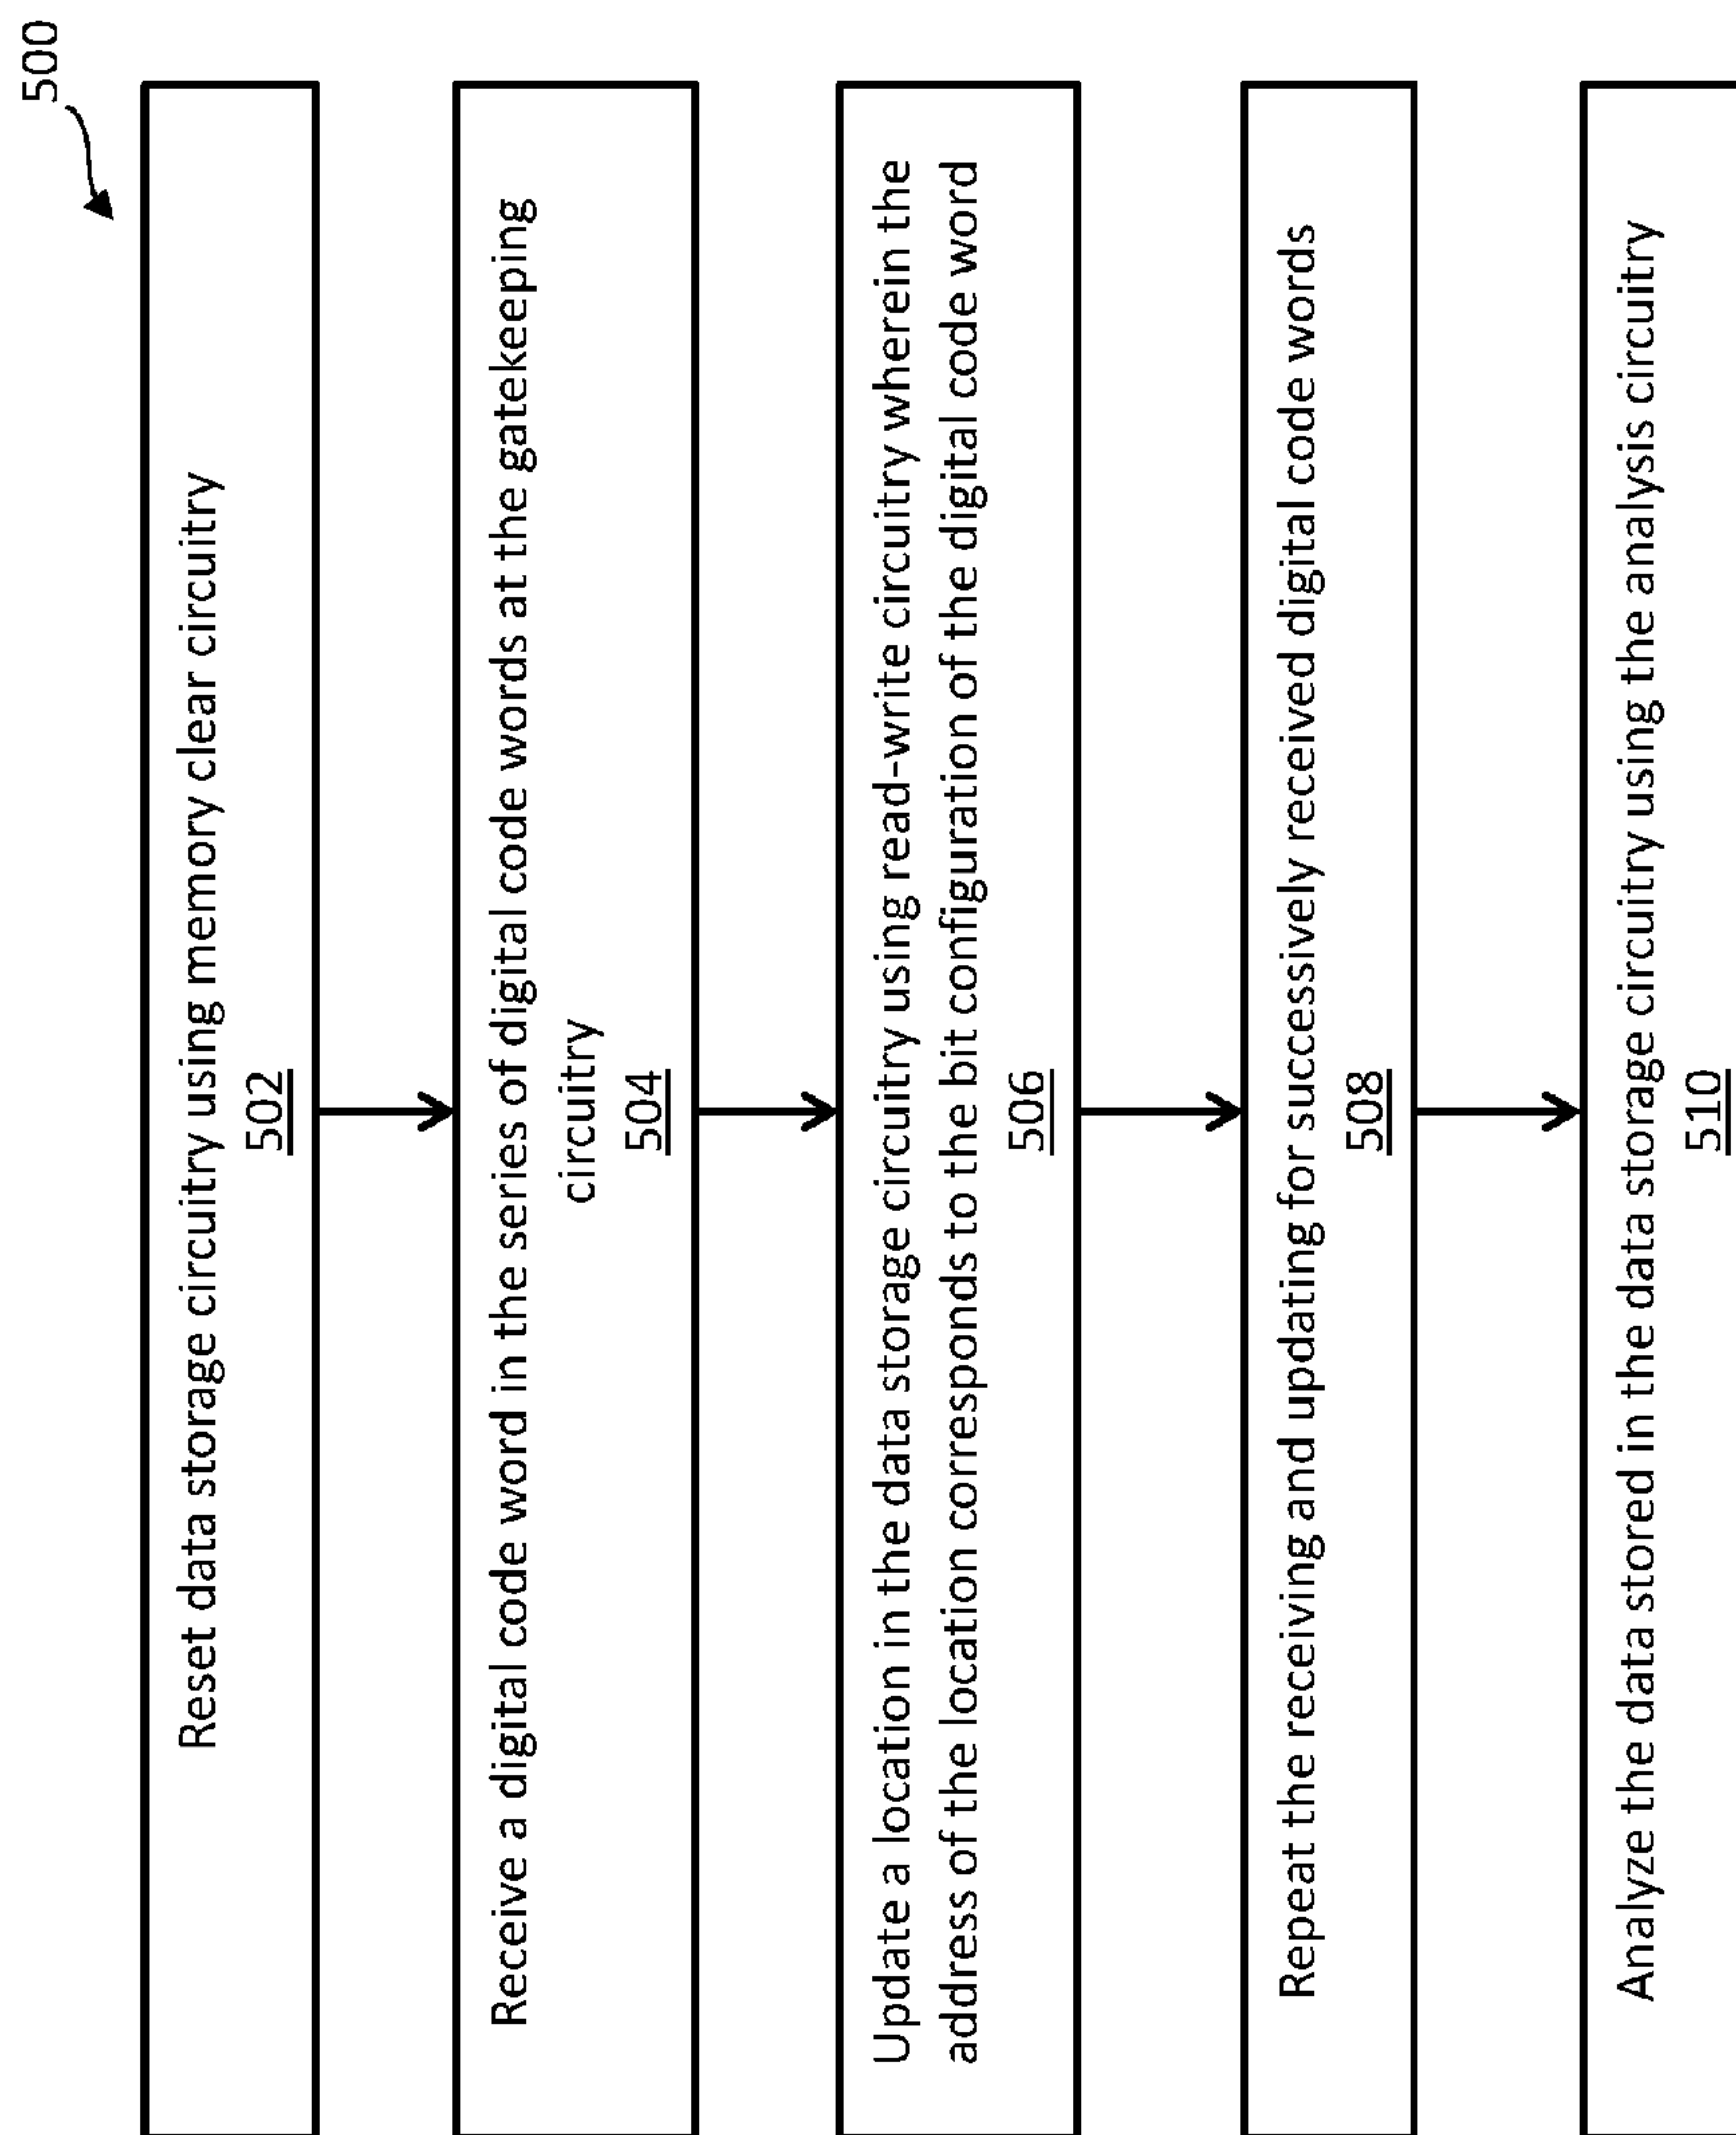 500
Reset data storage circuitry using memory clear circuitry
502
Receive a digital code word in the series of digital code words at the gatekeeping
circuitry
504
Update a location in the data storage circuitry using read-write circuitry wherein the
address of the location corresponds to the bit configuration of the digital code word
506
Repeat the receiving and updating for successively received digital code words
508
Analyze the data stored in the data storage circuitry using the analysis circuitry
510